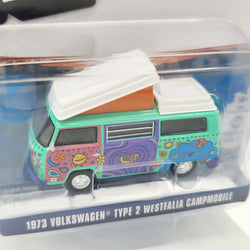 1973 VOLKSWAGEN® TYPE 2 WESTFALIA CAMPMOBILE